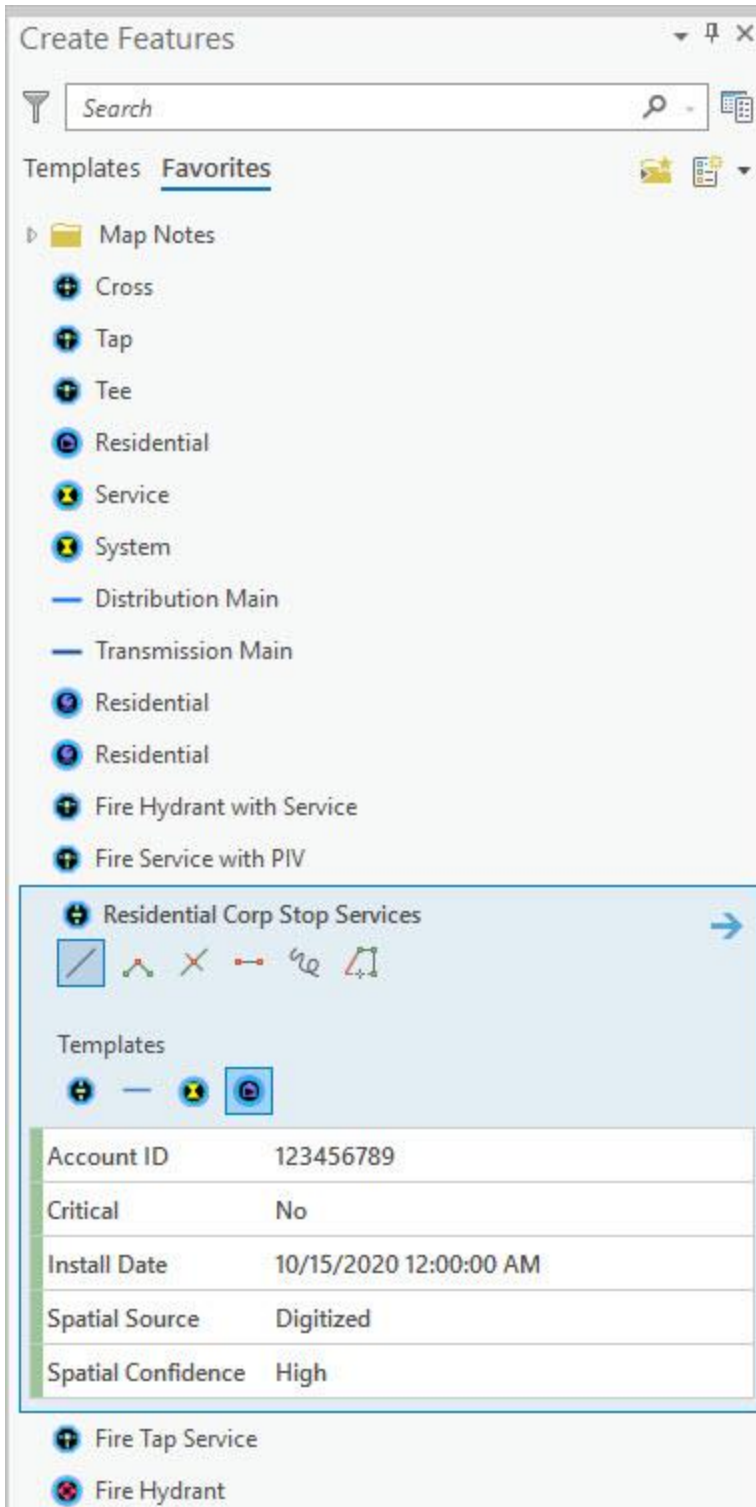 Create Features
Search
Templates Favorites
Map Notes
Cross
Tap
Tee
Residential
Service
System
Distribution Main
Transmission Main
Residential
Residential
Fire Hydrant with Service
Fire Service with PIV
Residential Corp Stop Services
Templates
Account ID 123456789
Critical No
Install Date 10/15/2020 12:00:00 AM
Spatial Source Digitized
Spatial Confidence High
Fire Tap Service
Fire Hydrant